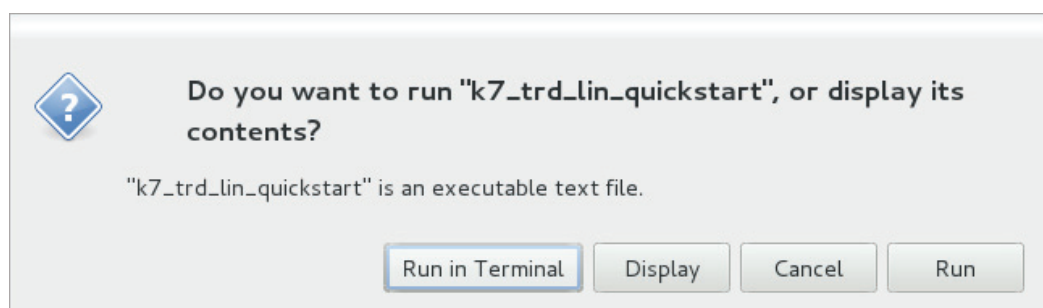 Do you want to run "k7_trd_lin_quickstart", or display its
contents?
"k7_trd_lin_quickstart" is an executable text file.
Run in Terminal
Display
Cancel
Run